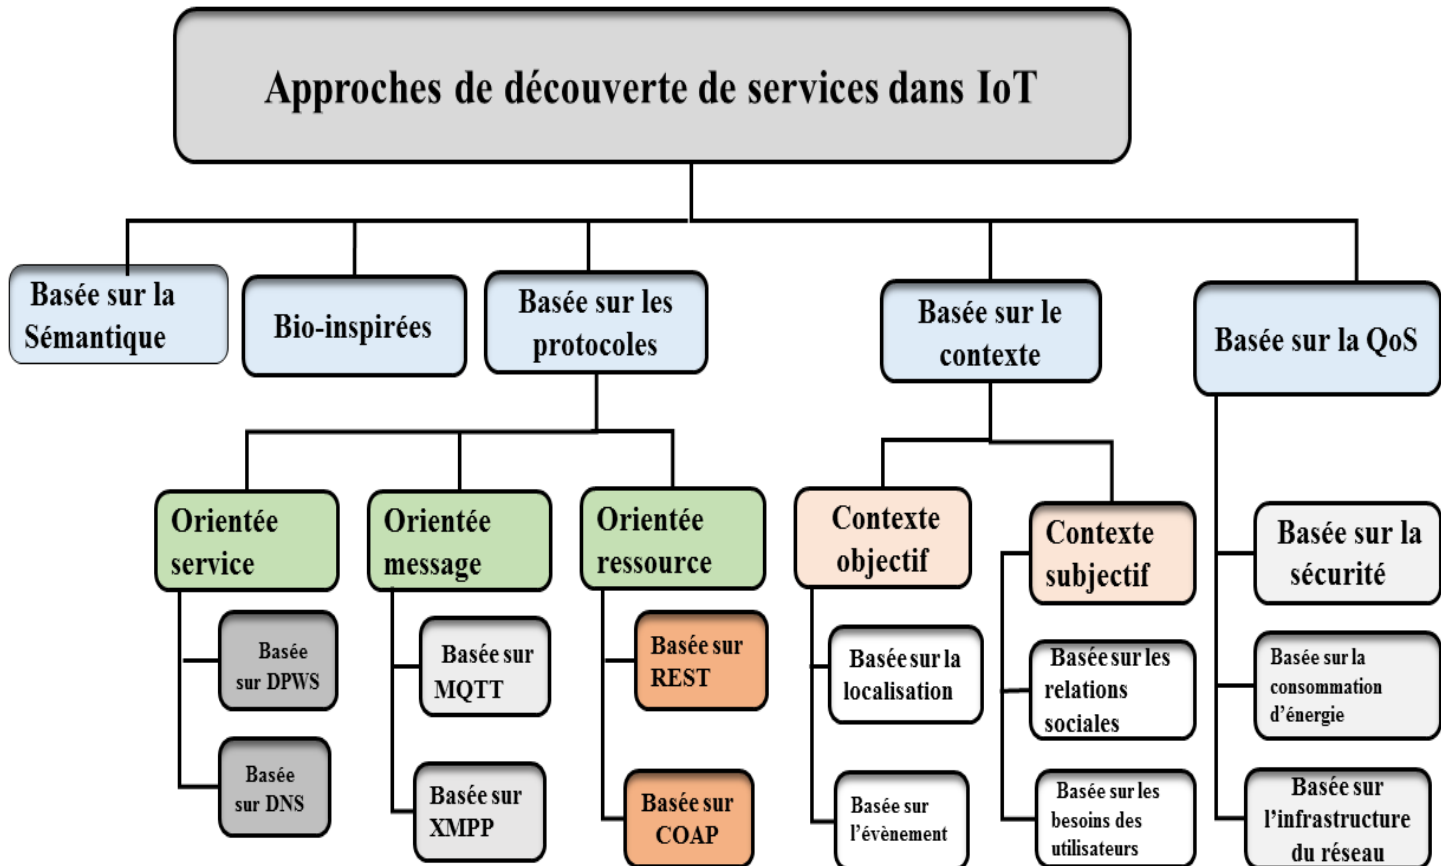 Approches de découverte de services dans IoT
Basée sur la
Sémantique
Bio-inspirées
Basée sur les
protocoles
Basée sur le
contexte
Basée sur la QoS
Orientée
service
Orientée
message
Orientée
ressource
Contexte
objectif
Contexte
subjectif
Basée sur la
sécurité
Basée
sur DPWS
Basée sur
MQTT
Basée sur
REST
Basée sur la
localisation
Basée sur les
relations
sociales
Basée sur la
consommation
d’énergie
Basée
sur DNS
Basée sur
XMPP
Basée sur
COAP
Basée sur
l’évènement
Basée sur les
besoins des
utilisateurs
Basée sur
l’infrastructure
du réseau